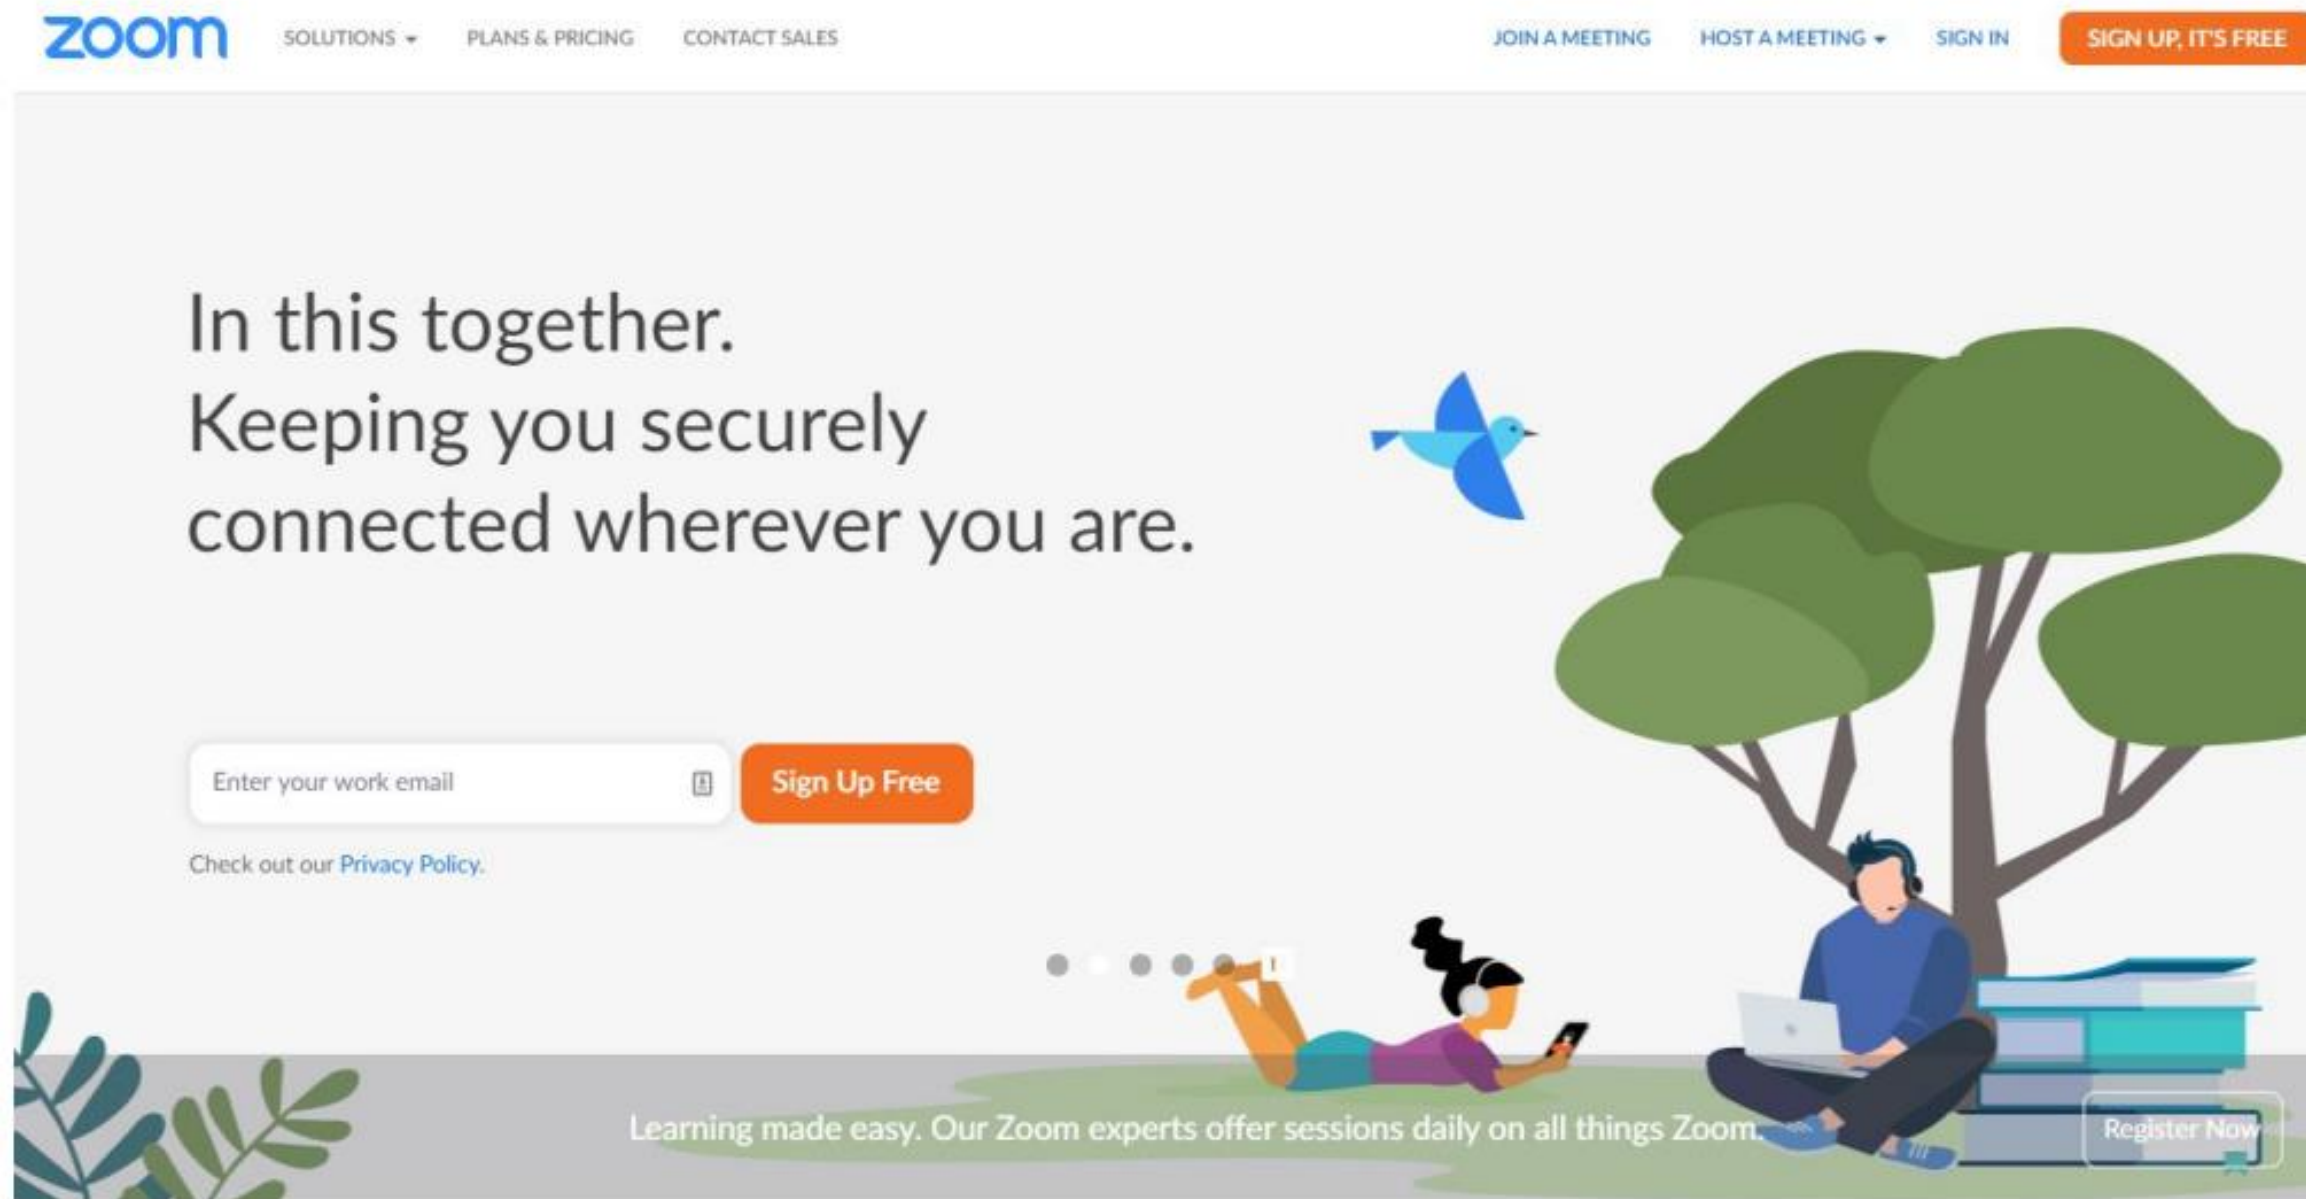 zoom
SOLUTIONS
PLANS & PRICING
CONTACT SALES
JOIN A MEETING
HOST A MEETING
SIGN IN
SIGN UP, IT'S FREE
In this together.
Keeping you securely
connected wherever you are.
Enter your work email
Sign Up Free
Check out our Privacy Policy.
Learning made easy. Our Zoom experts offer sessions daily on all things Zoom.
Register Now